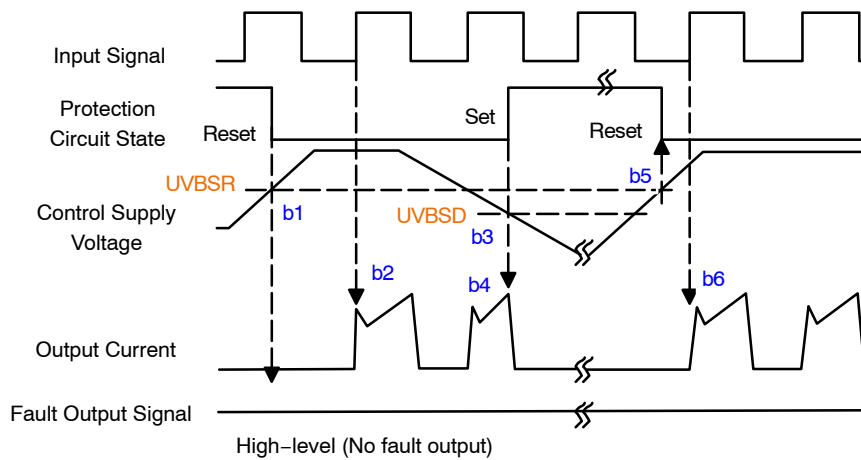 Input Signal
Protection
Circuit State
Reset
Set
Reset
UVBSR
b1
b5
Control Supply
Voltage
UVBSD
b3
b2
b4
b6
Output Current
Fault Output Signal
High−level (No fault output)